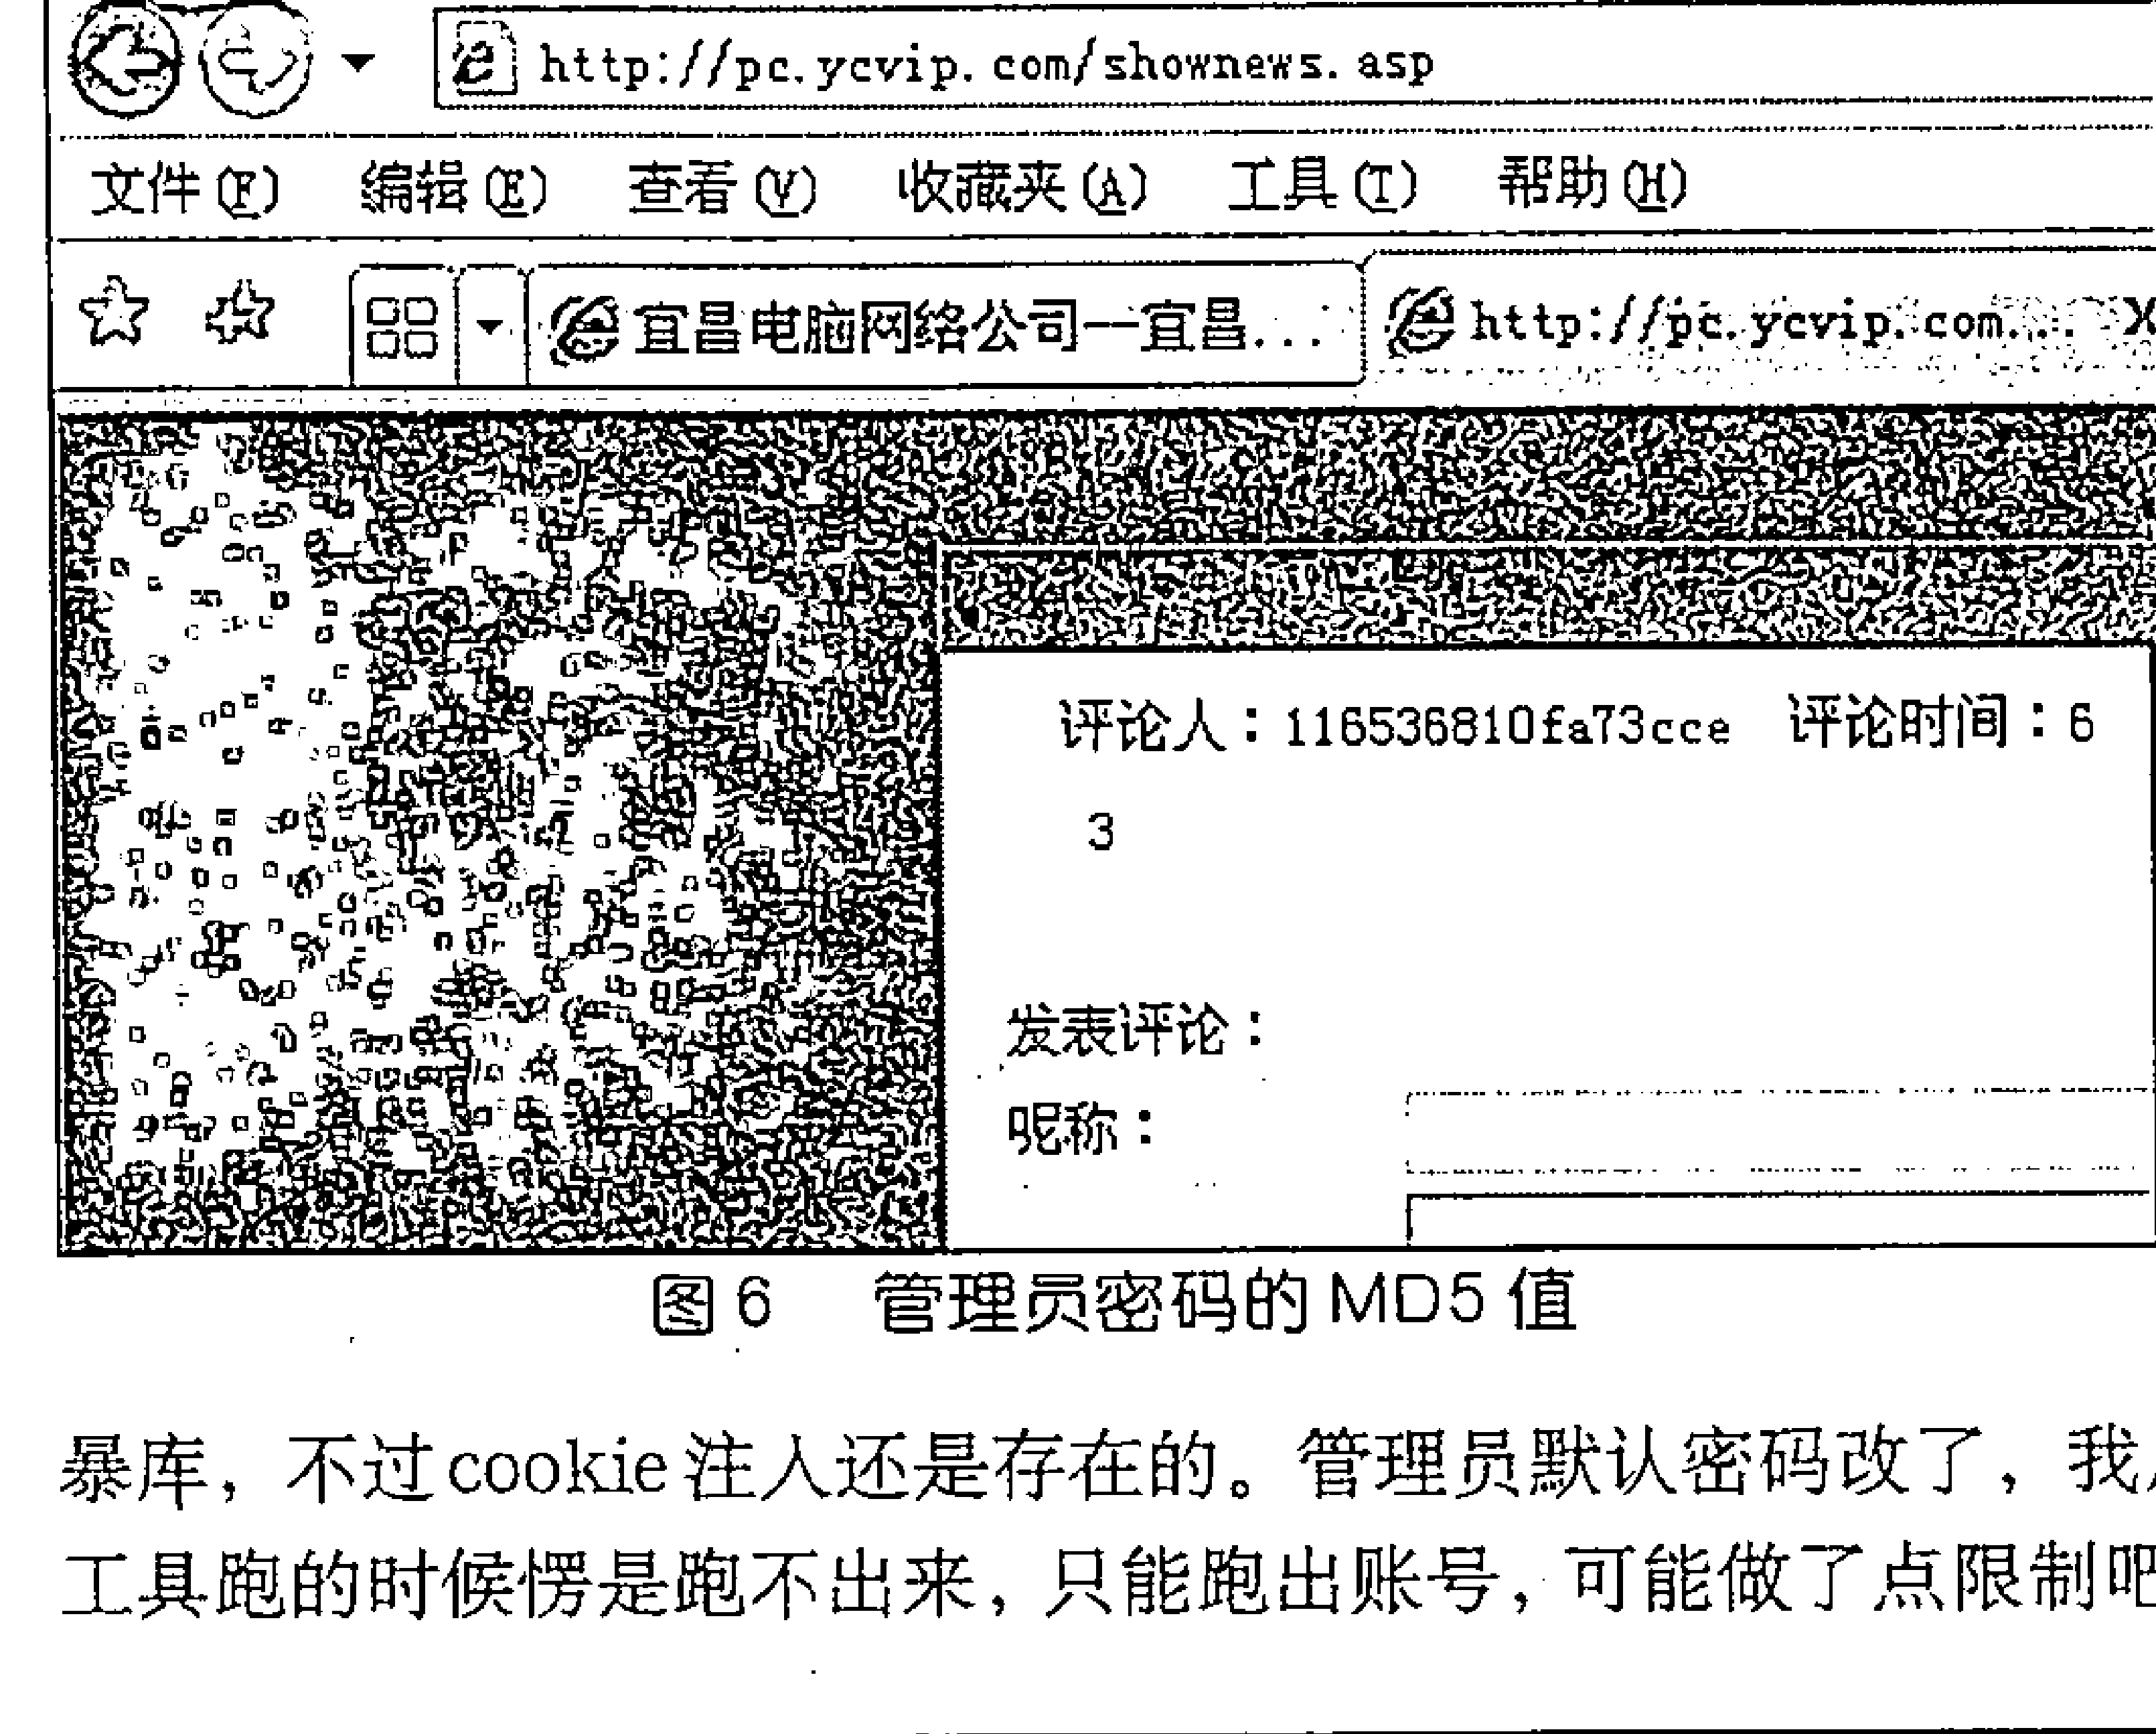 http://pc.ycvip.com/shownews.asp
文件(F) 编辑(E) 查看(V) 收藏夹(A) 工具(T) 帮助(H)
宜昌电脑网络公司--宜昌... http://pc.ycvip.com... X
评论人：116536810fa73cce 评论时间：6
3
发表评论：
昵称：
图6 管理员密码的MD5值
暴库，不过cookie注入还是存在的。管理员默认密码改了，我
工具跑的时候愣是跑不出来，只能跑出账号，可能做了点限制吧